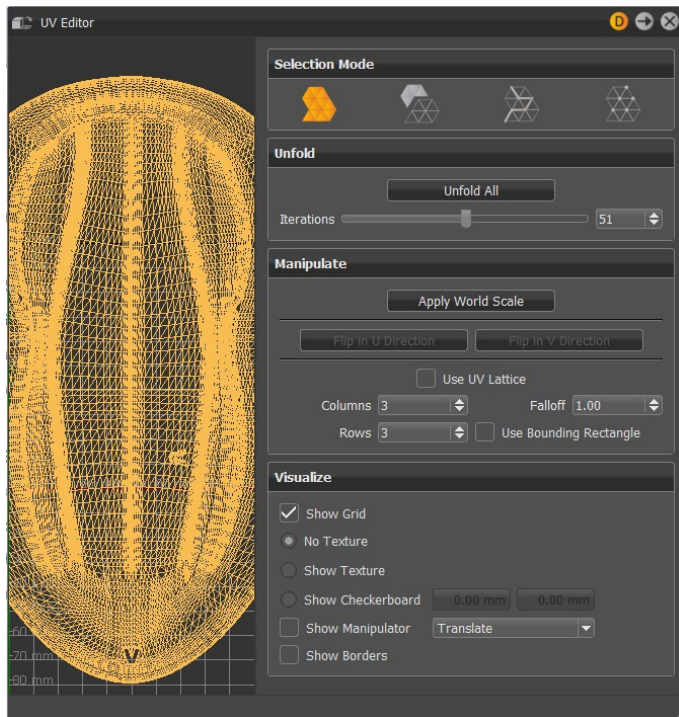 UV Editor
D
Selection Mode
Unfold
Unfold All
Iterations 51
Manipulate
Apply World Scale
Flip in U Direction Flip in V Direction
Use UV Lattice
Columns 3 Falloff 1.00
Rows 3 Use Bounding Rectangle
Visualize
Show Grid
No Texture
Show Texture
Show Checkerboard 0.00 mm 0.00 mm
Show Manipulator Translate
Show Borders
-60 mm
-70 mm
-80 mm
V